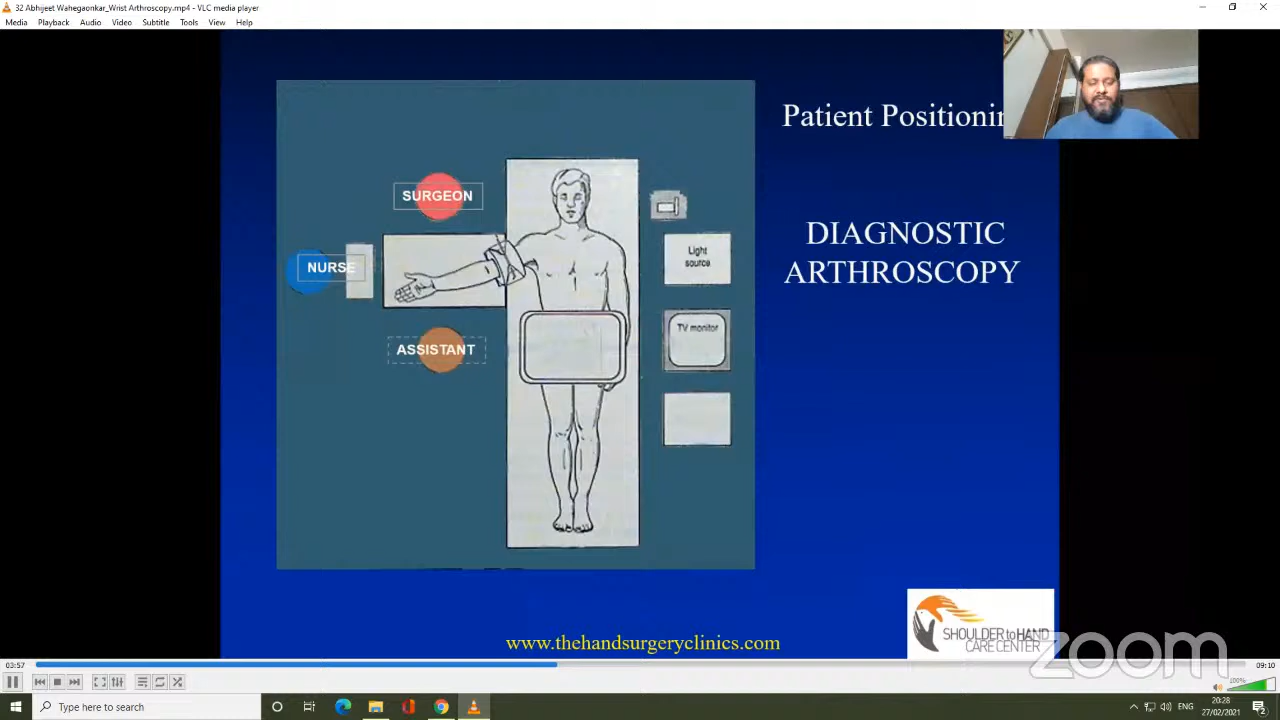 32 Abhijeet Wahegaonkar_Wrist Arthroscopy.mp4 - VLC media player
Media Playback Audio Video Subtitle Tools View Help
Patient Positionin
SURGEON
DIAGNOSTIC
ARTHROSCOPY
Light
source
NURSE
TV monitor
ASSISTANT
www.thehandsurgeryclinics.com
SHOULDER to HAND
CARE CENTER
zoom
03:57
09:10
100%
Type here to search
ENG
20:28
27/02/2021
2